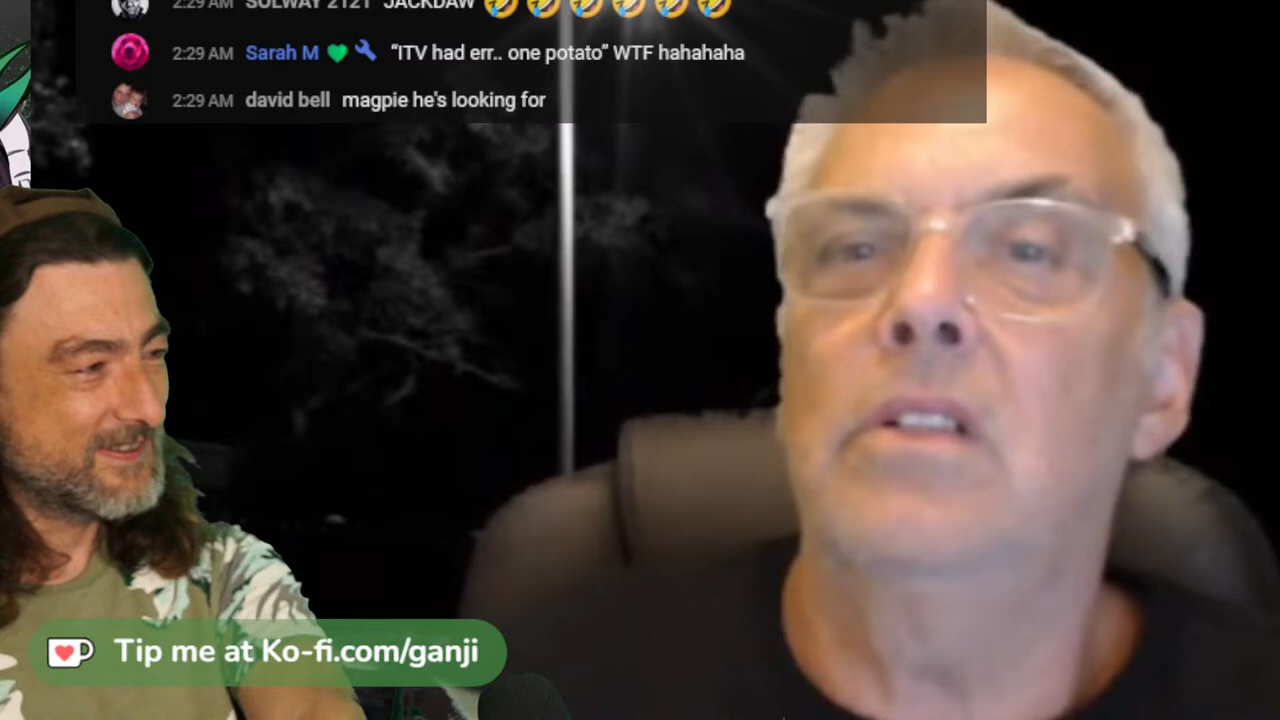 2:29 AM SOLWAY 2121 JACKDAW 🤣🤣🤣🤣🤣🤣
2:29 AM Sarah M 💚🔧 “ITV had err.. one potato” WTF hahahaha
2:29 AM david bell magpie he's looking for
Tip me at Ko-fi.com/ganji